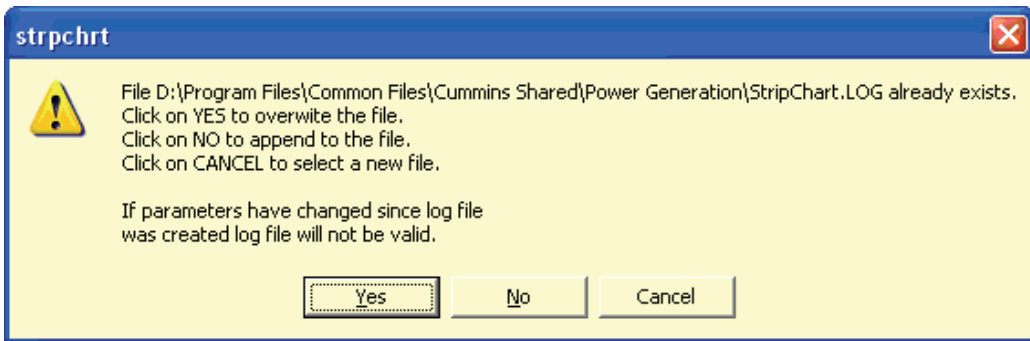 strpchrt
File D:\Program Files\Common Files\Cummins Shared\Power Generation\StripChart.LOG already exists.
Click on YES to overwite the file.
Click on NO to append to the file.
Click on CANCEL to select a new file.
If parameters have changed since log file
was created log file will not be valid.
Yes No Cancel